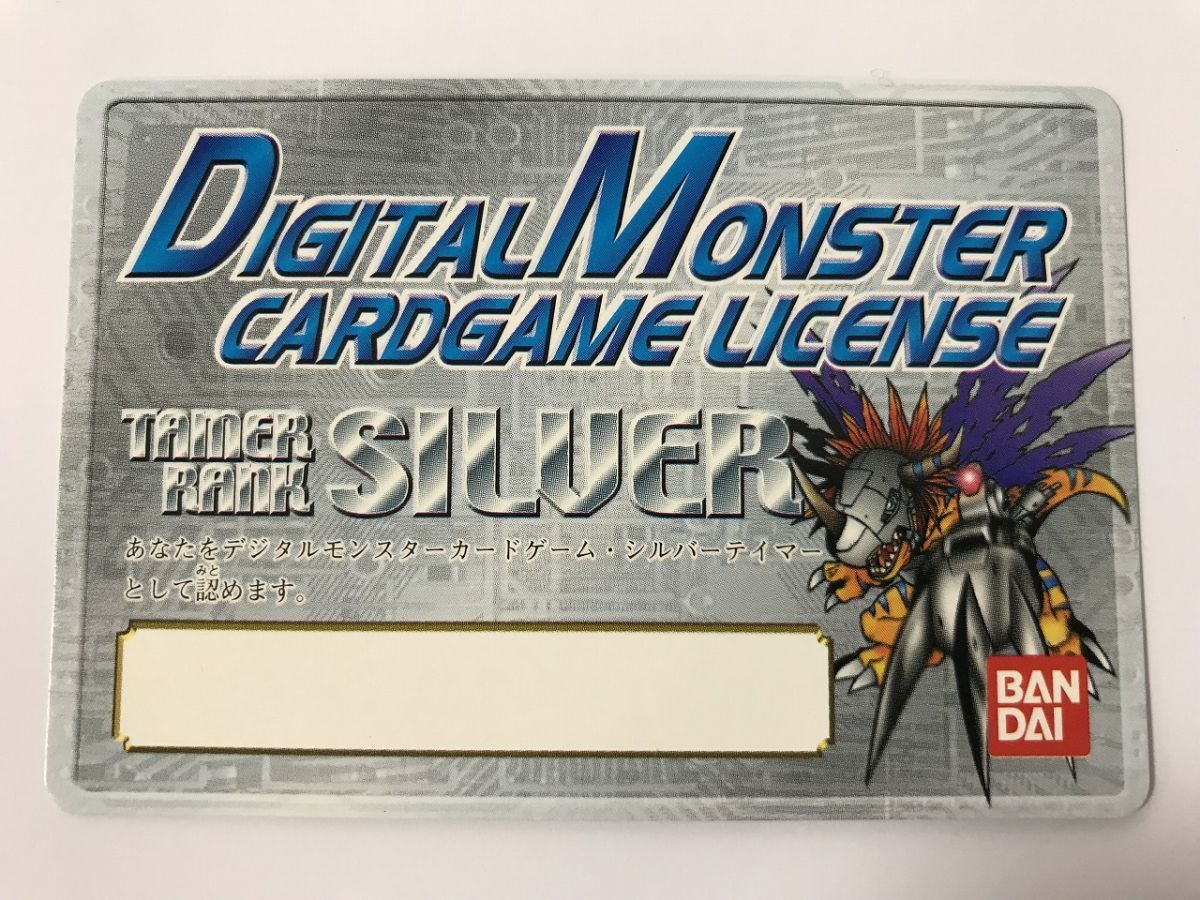 DIGITAL MONSTER
CARDGAME LICENSE
TAMER
RANK
SILVER
あなたをデジタルモンスターカードゲーム・シルバーテイマー
みと
として認めます。
BAN
DAI